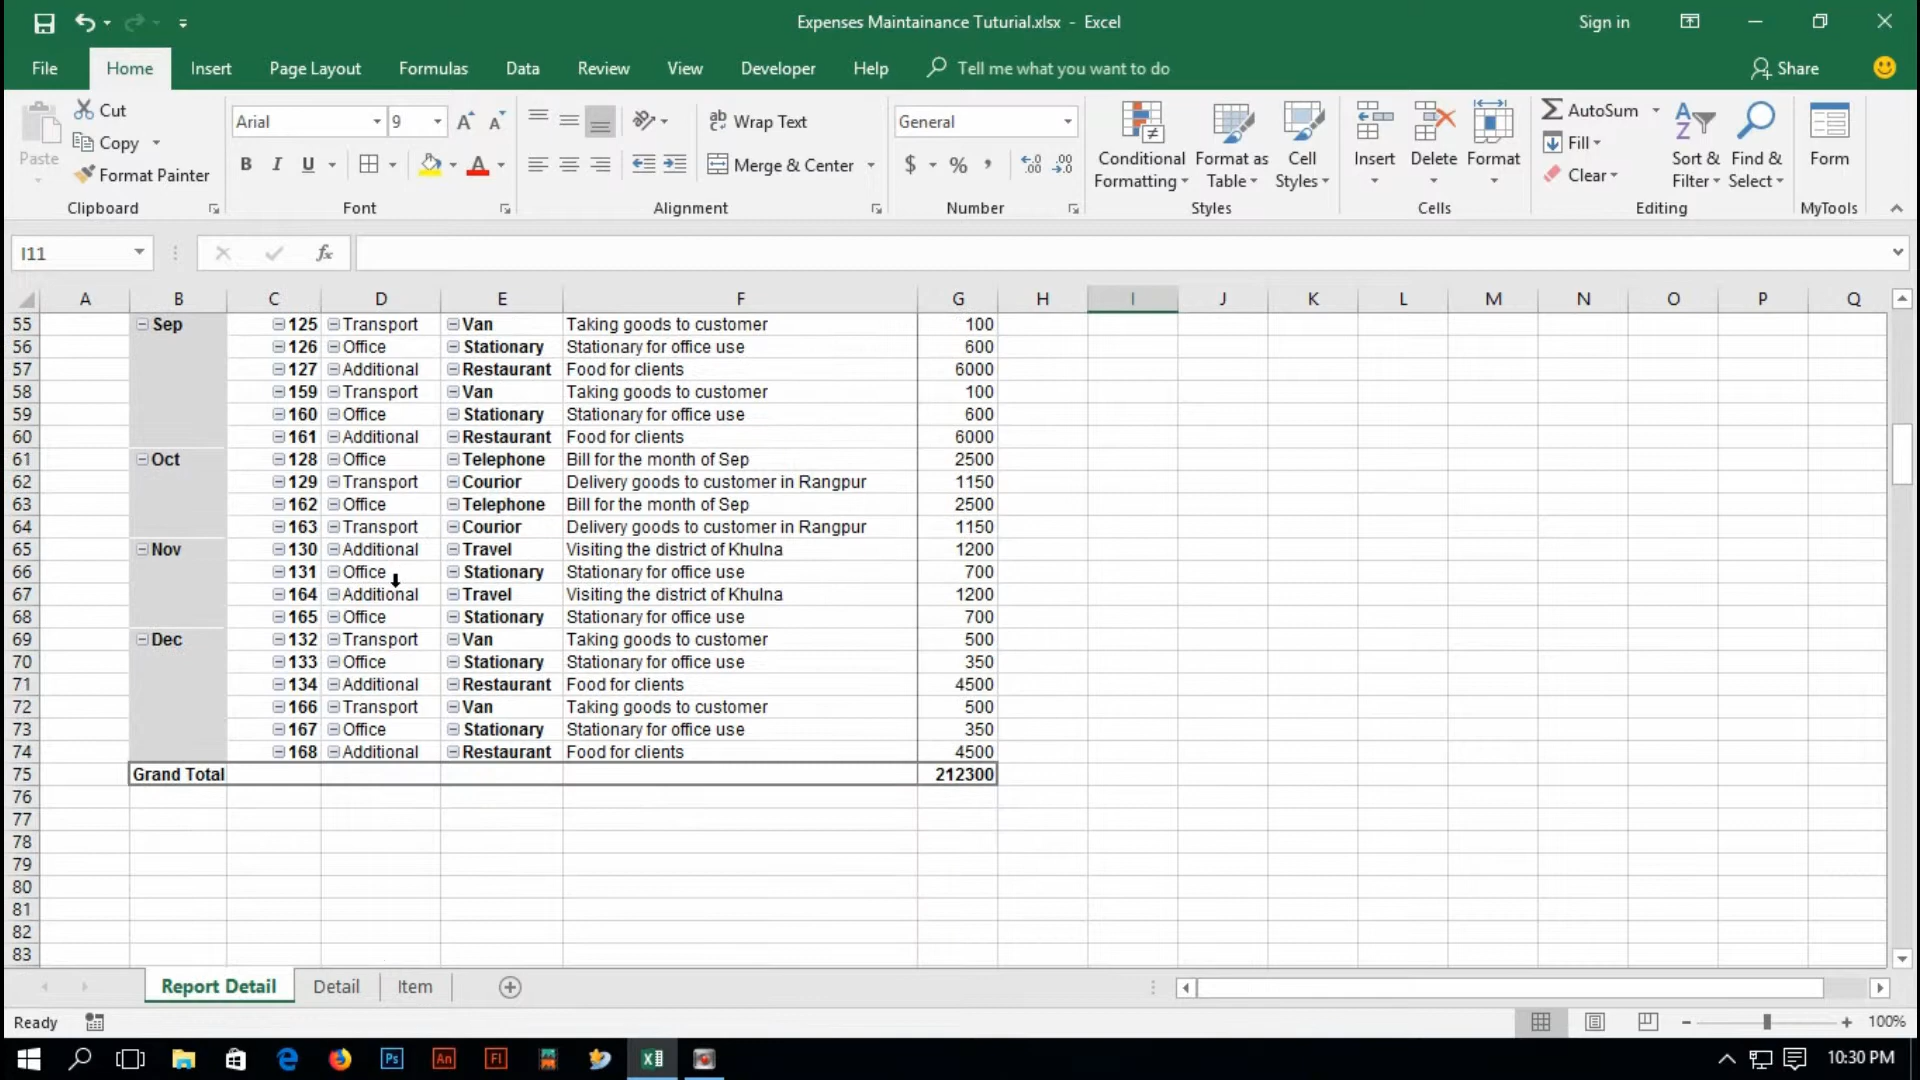 Expenses Maintainance Tuturial.xlsx - Excel
Sign in
File Home Insert Page Layout Formulas Data Review View Developer Help Tell me what you want to do Share
Paste
Cut
Copy
Format Painter
Clipboard
Arial 9
B I U
Font
Wrap Text
Merge & Center
Alignment
General
$ % ,
Number
Conditional Formatting
Format as Table
Cell Styles
Styles
Insert
Delete
Format
Cells
AutoSum
Fill
Clear
Sort & Filter
Find & Select
Editing
Form
MyTools
I11 fx
A B C D E F G H I J K L M N O P Q
55 Sep 125 Transport Van Taking goods to customer 100
56 126 Office Stationary Stationary for office use 600
57 127 Additional Restaurant Food for clients 6000
58 159 Transport Van Taking goods to customer 100
59 160 Office Stationary Stationary for office use 600
60 161 Additional Restaurant Food for clients 6000
61 Oct 128 Office Telephone Bill for the month of Sep 2500
62 129 Transport Courior Delivery goods to customer in Rangpur 1150
63 162 Office Telephone Bill for the month of Sep 2500
64 163 Transport Courior Delivery goods to customer in Rangpur 1150
65 Nov 130 Additional Travel Visiting the district of Khulna 1200
66 131 Office Stationary Stationary for office use 700
67 164 Additional Travel Visiting the district of Khulna 1200
68 165 Office Stationary Stationary for office use 700
69 Dec 132 Transport Van Taking goods to customer 500
70 133 Office Stationary Stationary for office use 350
71 134 Additional Restaurant Food for clients 4500
72 166 Transport Van Taking goods to customer 500
73 167 Office Stationary Stationary for office use 350
74 168 Additional Restaurant Food for clients 4500
75 Grand Total 212300
76
77
78
79
80
81
82
83
Report Detail Detail Item
Ready 100%
Ps An Fl 10:30 PM